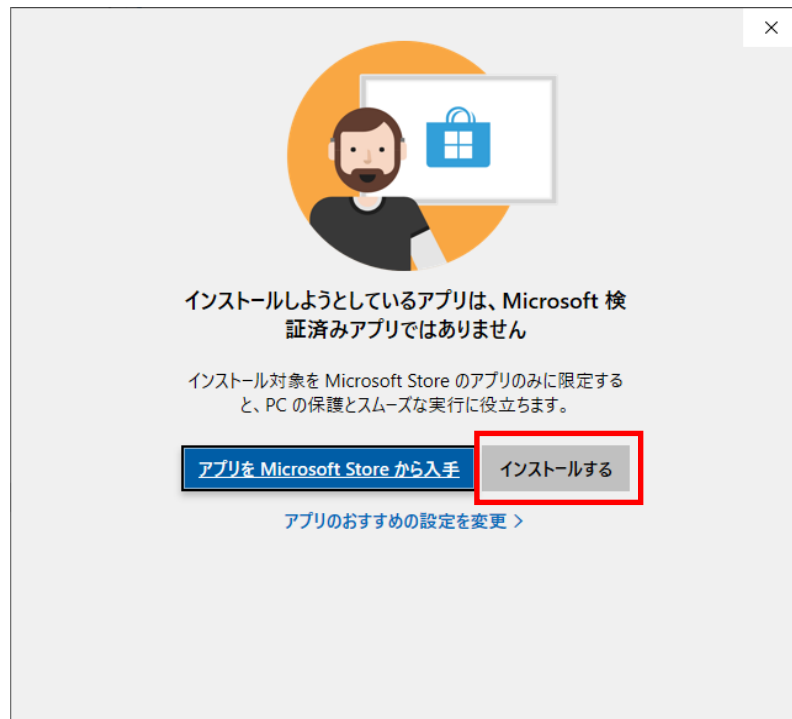 インストールしようとしているアプリは、Microsoft 検
証済みアプリではありません
インストール対象を Microsoft Store のアプリのみに限定する
と、PC の保護とスムーズな実行に役立ちます。
アプリを Microsoft Store から入手
インストールする
アプリのおすすめの設定を変更 >